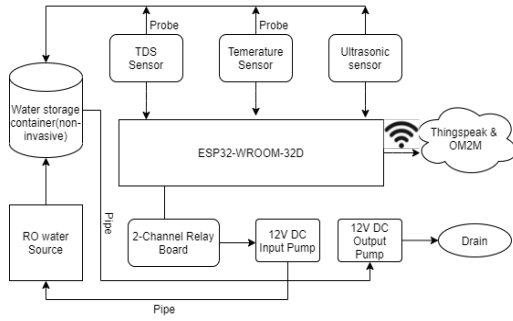 Probe
Probe
TDS
Sensor
Temerature
Sensor
Ultrasonic
sensor
Water storage
container(non-
invasive)
ESP32-WROOM-32D
Thingspeak &
OM2M
Pipe
RO water
Source
2-Channel Relay
Board
12V DC
Input Pump
12V DC
Output
Pump
Drain
Pipe